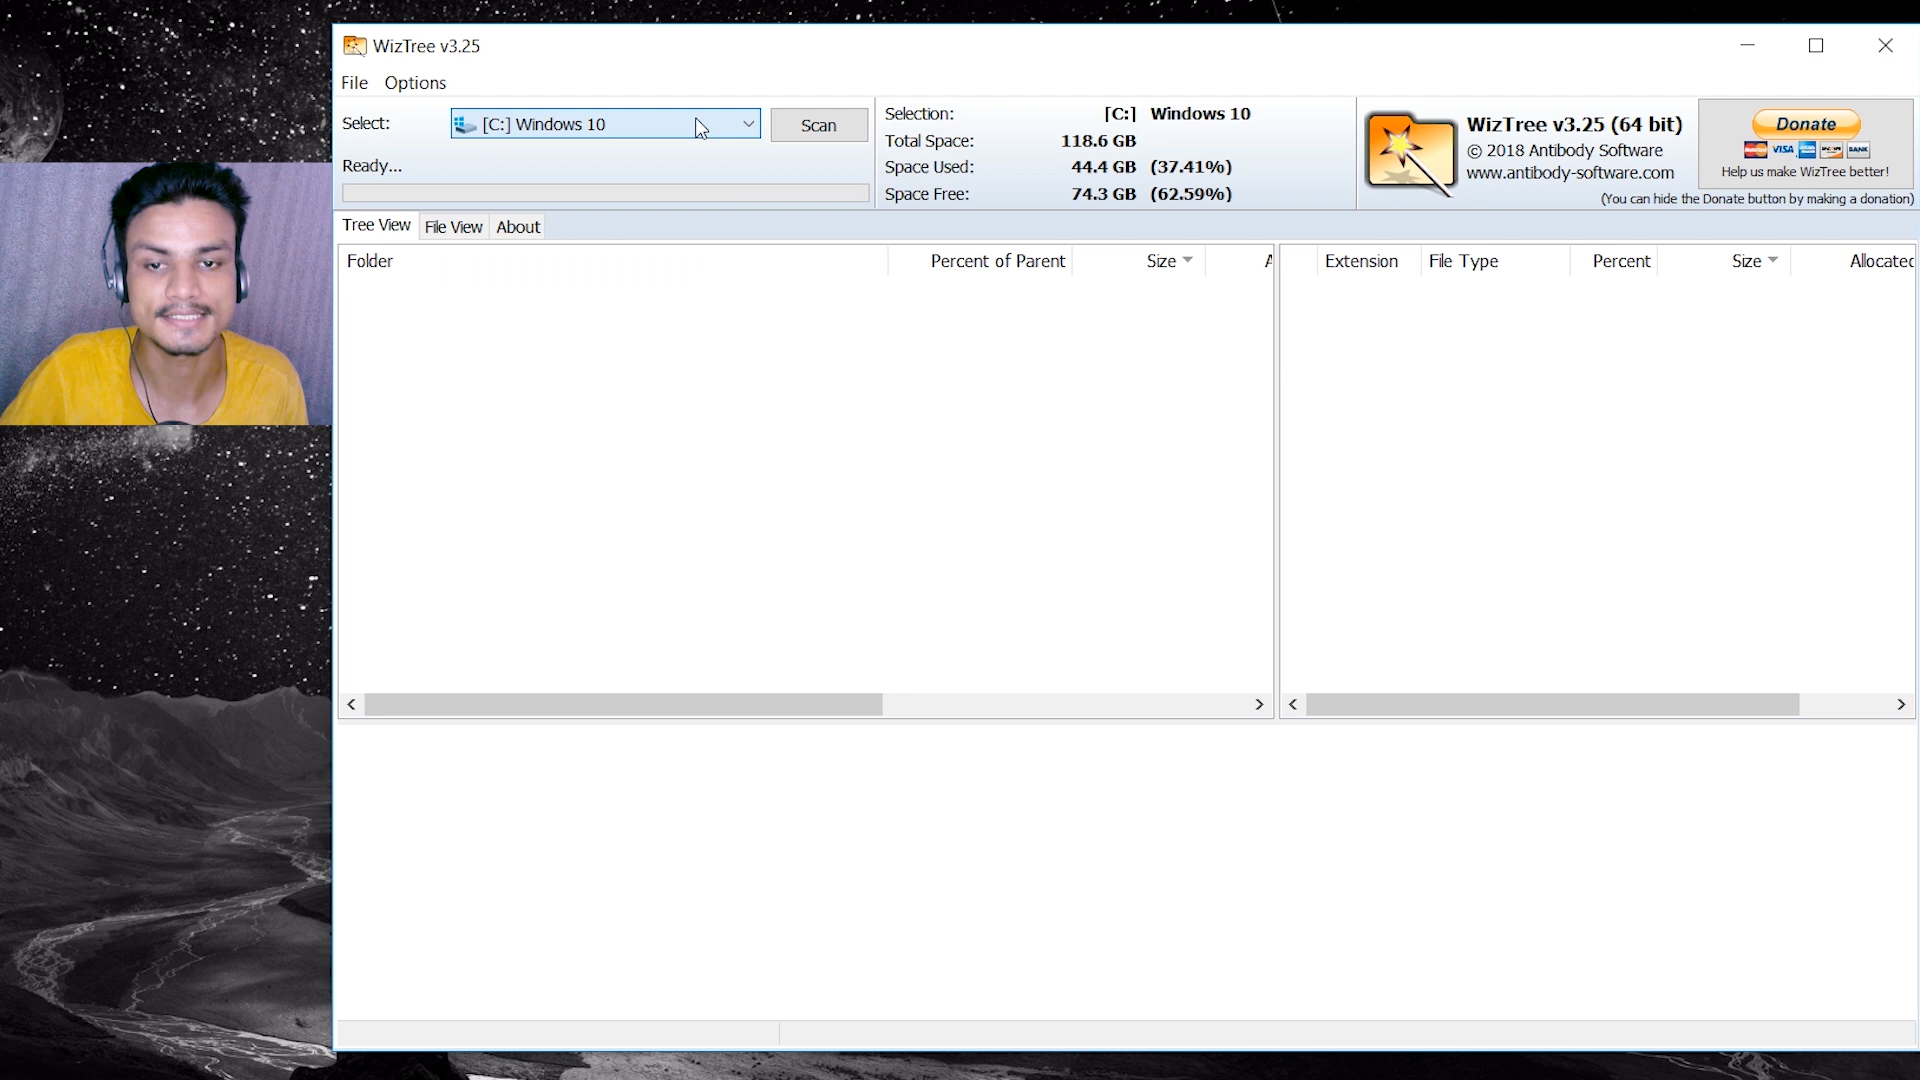 WizTree v3.25
File Options
Select: [C:] Windows 10 Scan
Ready...
Selection: [C:] Windows 10
Total Space: 118.6 GB
Space Used: 44.4 GB (37.41%)
Space Free: 74.3 GB (62.59%)
WizTree v3.25 (64 bit)
© 2018 Antibody Software
www.antibody-software.com
Donate
VISA BANK
Help us make WizTree better!
(You can hide the Donate button by making a donation)
Tree View File View About
Folder Percent of Parent Size A
Extension File Type Percent Size Allocated